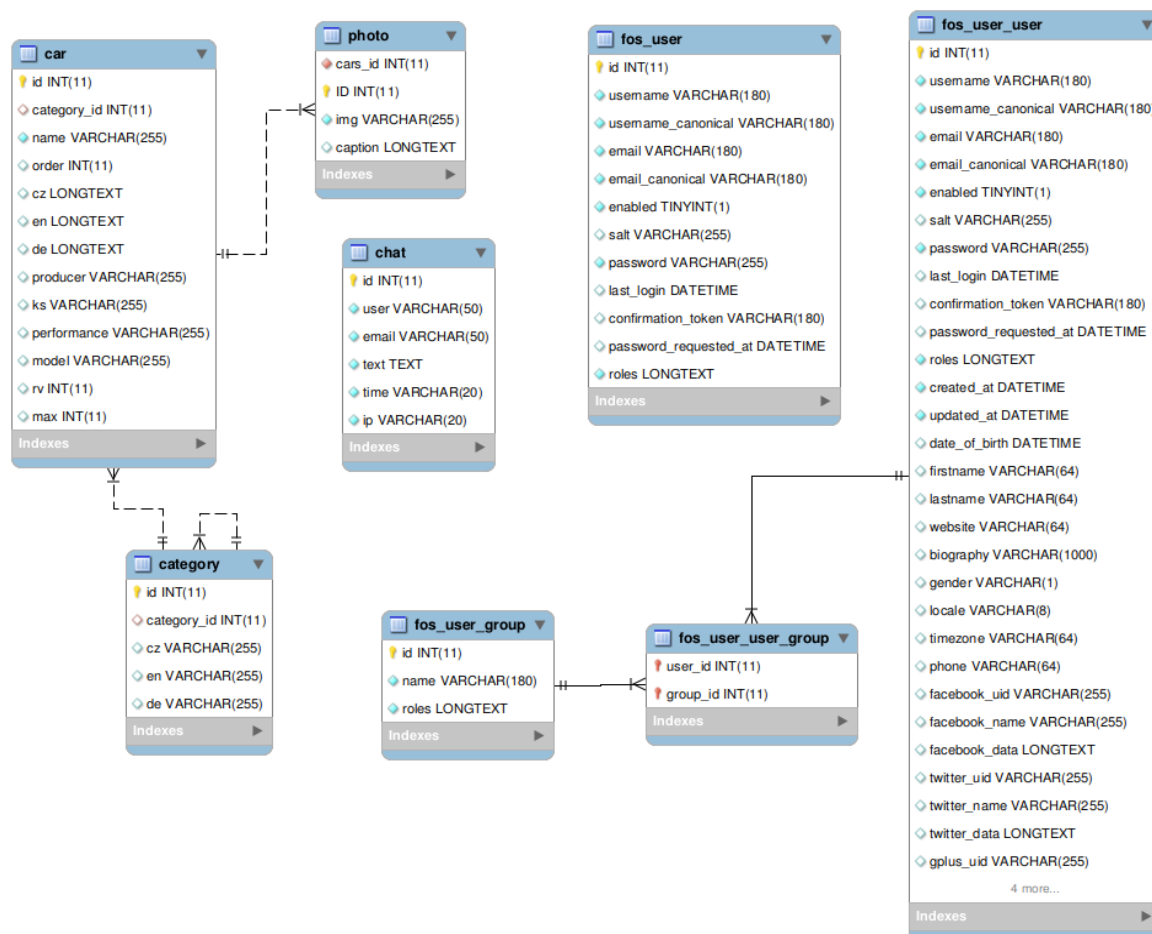 car
id INT(11)
category_id INT(11)
name VARCHAR(255)
order INT(11)
cz LONGTEXT
en LONGTEXT
de LONGTEXT
producer VARCHAR(255)
ks VARCHAR(255)
performance VARCHAR(255)
model VARCHAR(255)
rv INT(11)
max INT(11)
Indexes
photo
cars_id INT(11)
ID INT(11)
img VARCHAR(255)
caption LONGTEXT
Indexes
chat
id INT(11)
user VARCHAR(50)
email VARCHAR(50)
text TEXT
time VARCHAR(20)
ip VARCHAR(20)
Indexes
category
id INT(11)
category_id INT(11)
cz VARCHAR(255)
en VARCHAR(255)
de VARCHAR(255)
Indexes
fos_user
id INT(11)
username VARCHAR(180)
username_canonical VARCHAR(180)
email VARCHAR(180)
email_canonical VARCHAR(180)
enabled TINYINT(1)
salt VARCHAR(255)
password VARCHAR(255)
last_login DATETIME
confirmation_token VARCHAR(180)
password_requested_at DATETIME
roles LONGTEXT
Indexes
fos_user_group
id INT(11)
name VARCHAR(180)
roles LONGTEXT
Indexes
fos_user_user_group
user_id INT(11)
group_id INT(11)
Indexes
fos_user_user
id INT(11)
username VARCHAR(180)
username_canonical VARCHAR(180)
email VARCHAR(180)
email_canonical VARCHAR(180)
enabled TINYINT(1)
salt VARCHAR(255)
password VARCHAR(255)
last_login DATETIME
confirmation_token VARCHAR(180)
password_requested_at DATETIME
roles LONGTEXT
created_at DATETIME
updated_at DATETIME
date_of_birth DATETIME
firstname VARCHAR(64)
lastname VARCHAR(64)
website VARCHAR(64)
biography VARCHAR(1000)
gender VARCHAR(1)
locale VARCHAR(8)
timezone VARCHAR(64)
phone VARCHAR(64)
facebook_uid VARCHAR(255)
facebook_name VARCHAR(255)
facebook_data LONGTEXT
twitter_uid VARCHAR(255)
twitter_name VARCHAR(255)
twitter_data LONGTEXT
gplus_uid VARCHAR(255)
4 more...
Indexes